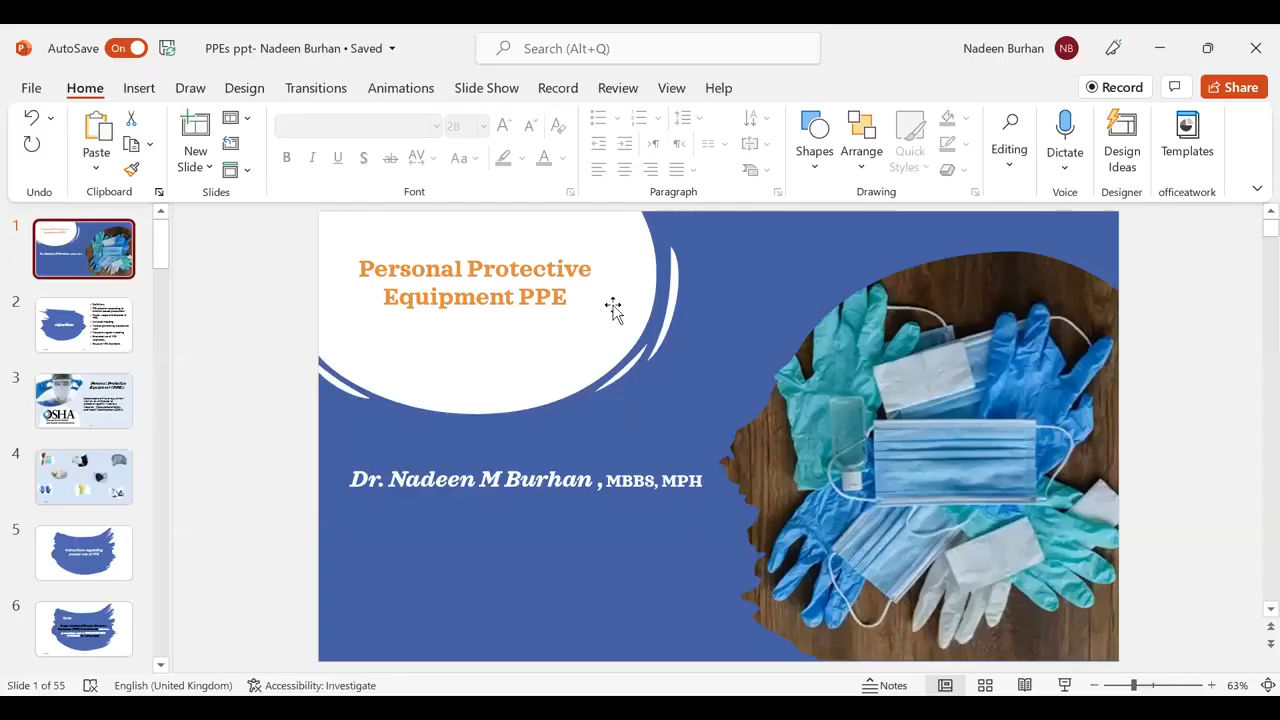 AutoSave On PPEs ppt- Nadeen Burhan • Saved Search (Alt+Q) Nadeen Burhan NB
File Home Insert Draw Design Transitions Animations Slide Show Record Review View Help Record Share
28
Paste New Slide Shapes Arrange Quick Styles Editing Dictate Design Ideas Templates
Undo Clipboard Slides Font Paragraph Drawing Voice Designer officeatwork
1
2
3
OSHA
4
5
6
Personal Protective
Equipment PPE
Dr. Nadeen M Burhan , MBBS, MPH
Slide 1 of 55 English (United Kingdom) Accessibility: Investigate Notes 63%